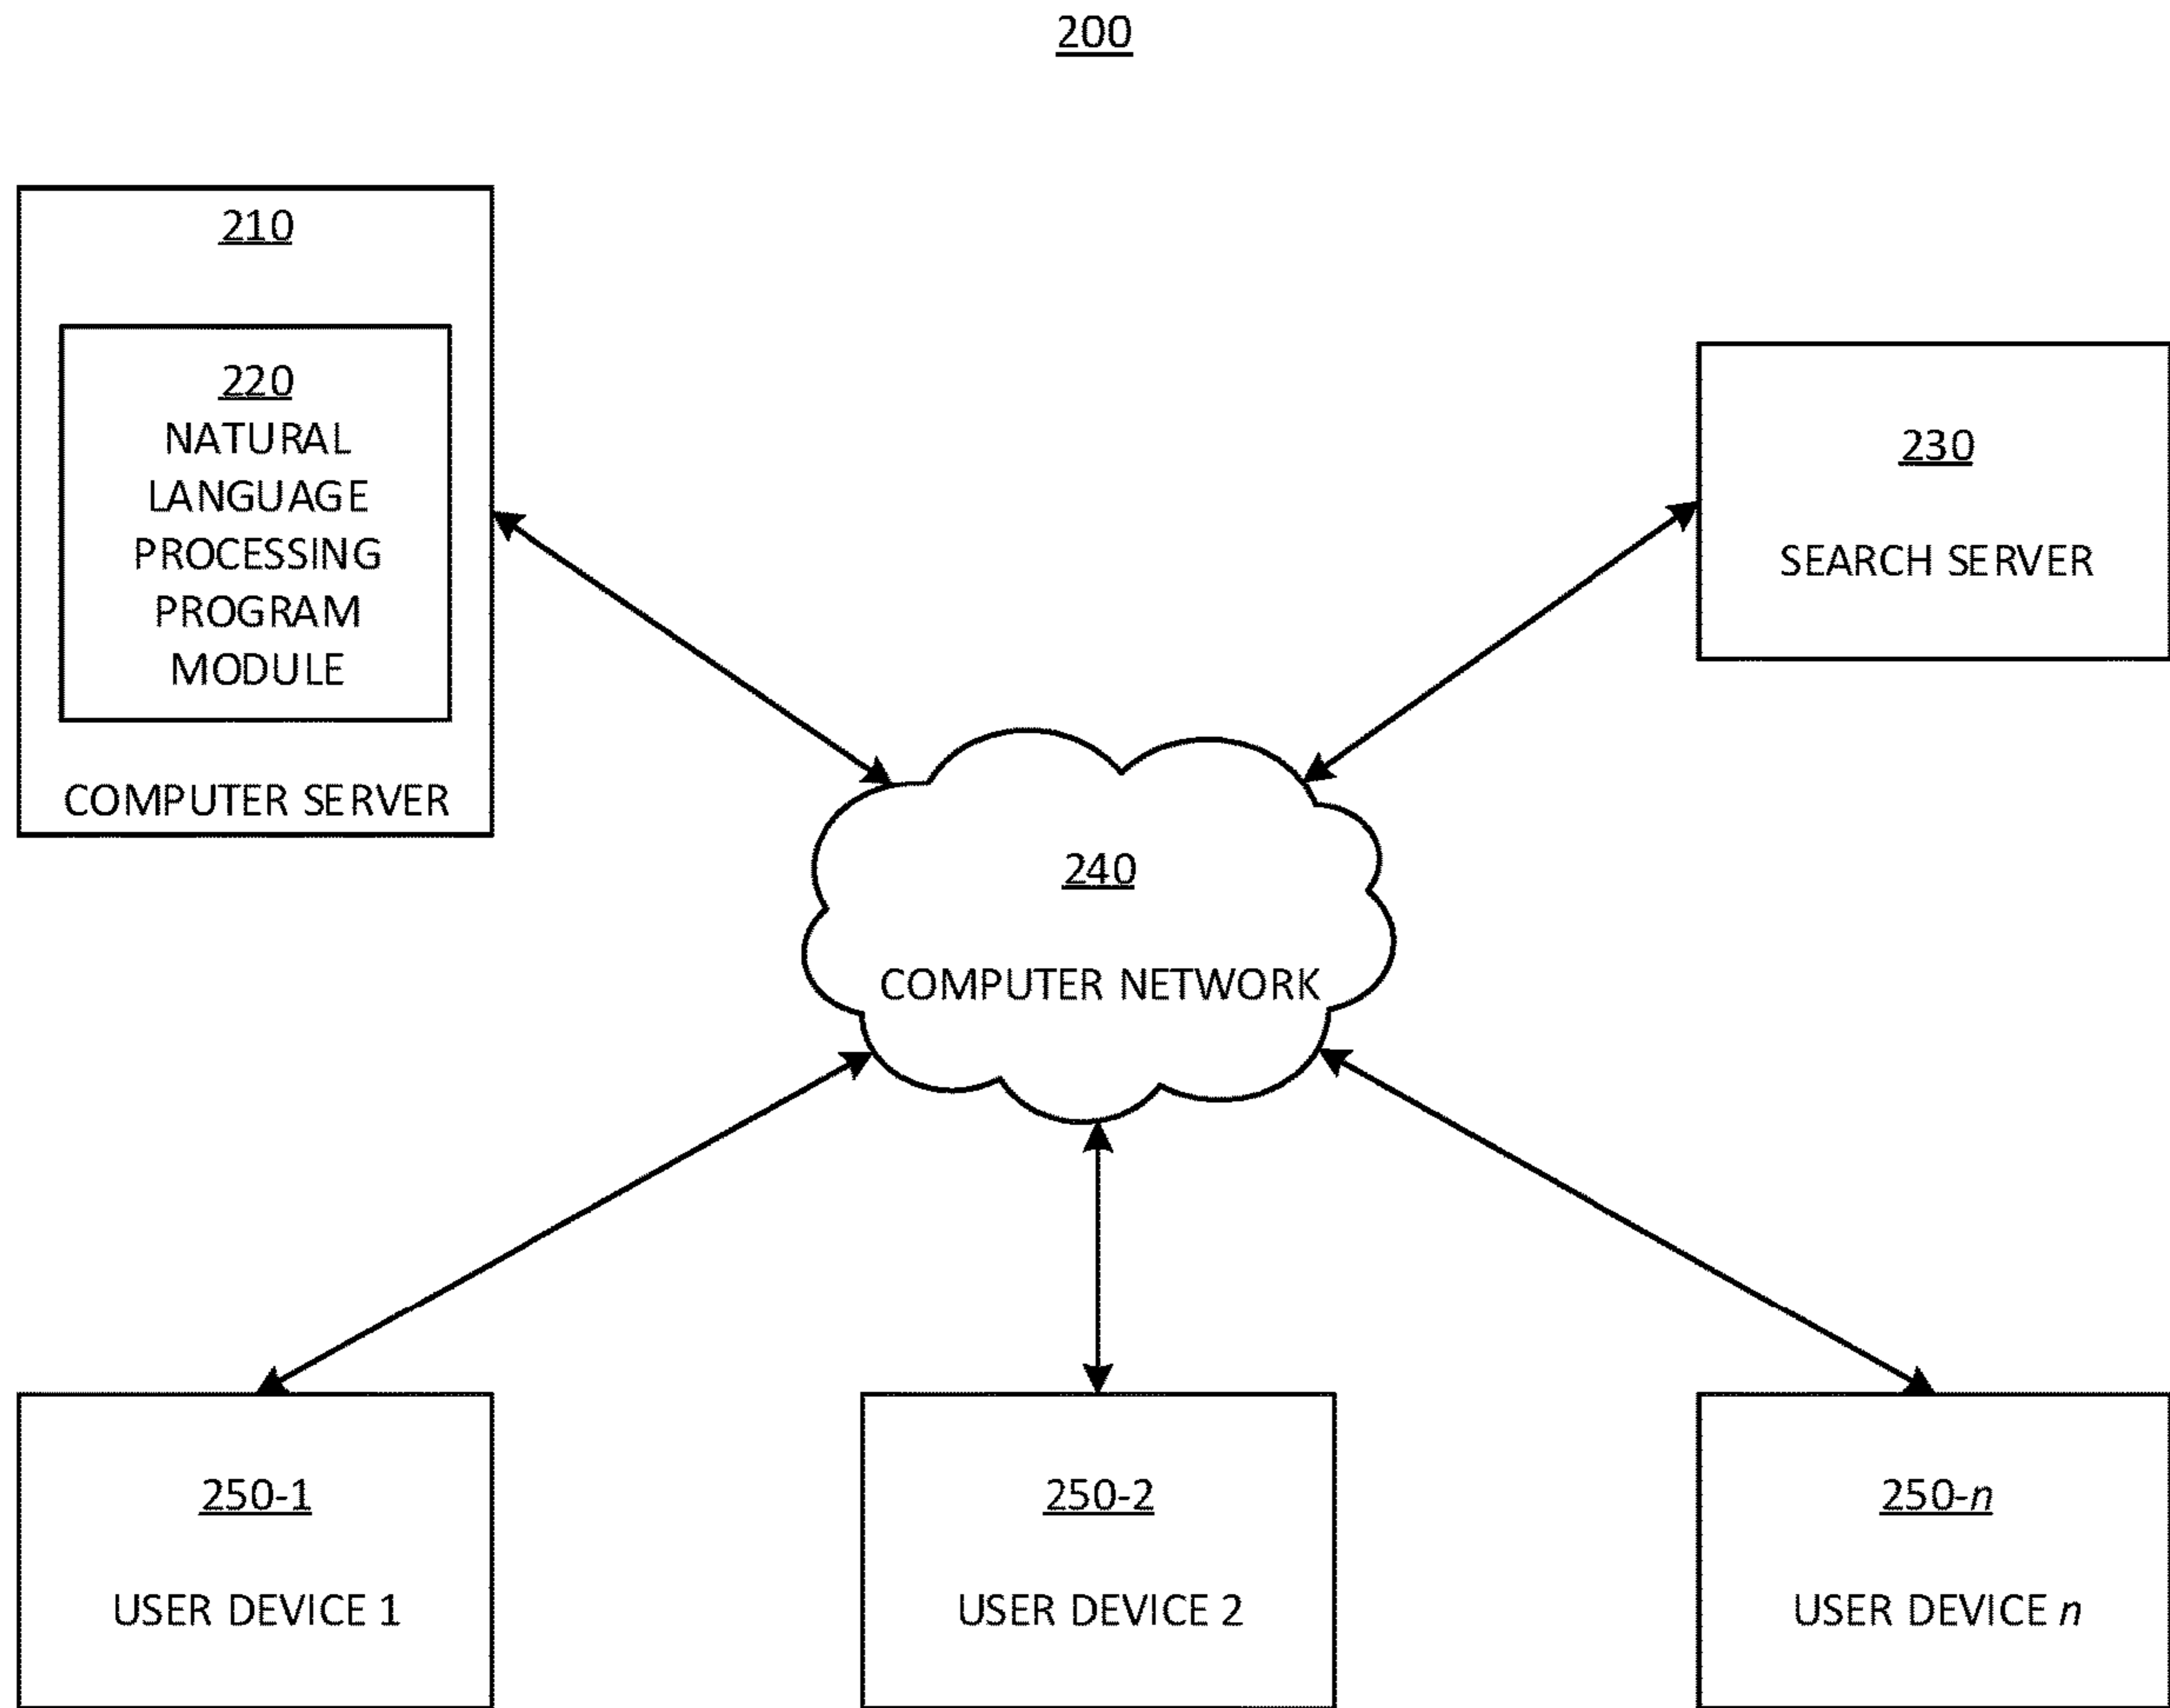 200
210
220
NATURAL
LANGUAGE
PROCESSING
PROGRAM
MODULE
COMPUTER SERVER
230
SEARCH SERVER
240
COMPUTER NETWORK
250-1
USER DEVICE 1
250-2
USER DEVICE 2
250-n
USER DEVICE n